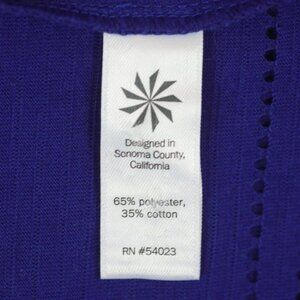 Designed in
Sonoma County,
California
65% polyester,
35% cotton
RN #54023